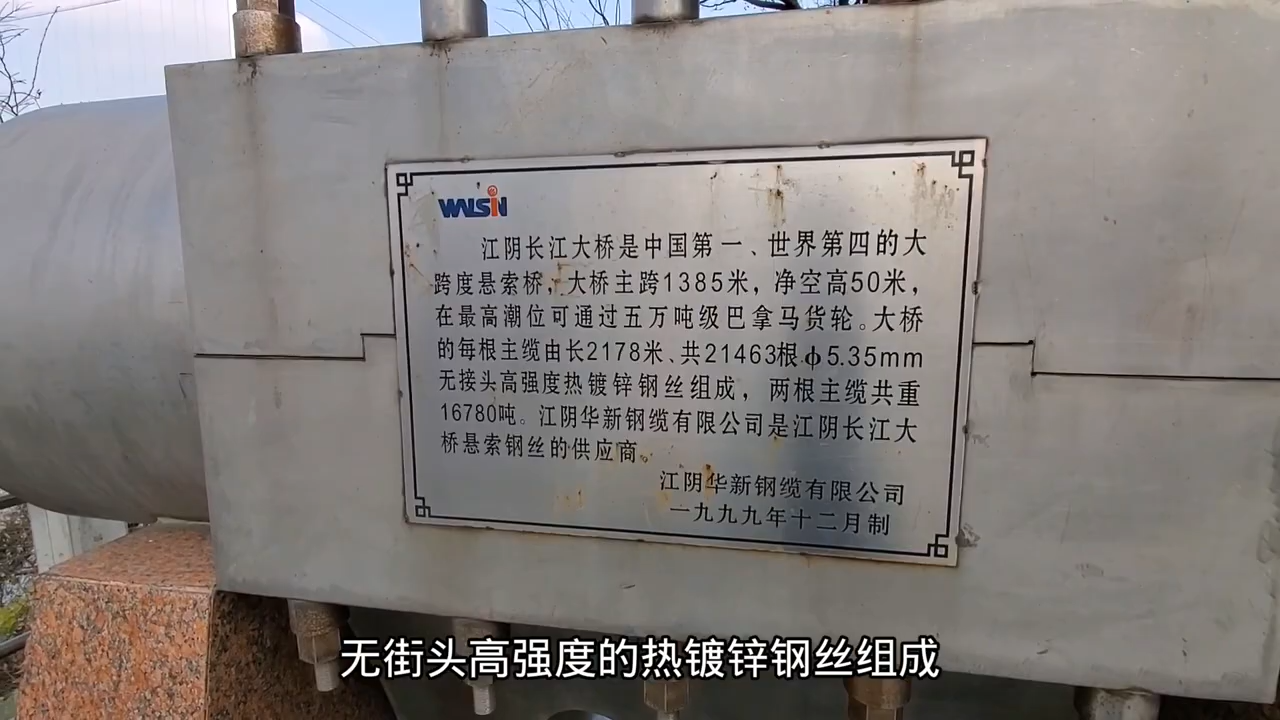 WALSIN
江阴长江大桥是中国第一、世界第四的大
跨度悬索桥，大桥主跨1385米，净空高50米，
在最高潮位可通过五万吨级巴拿马货轮。大桥
的每根主缆由长2178米、共21463根φ5.35mm
无接头高强度热镀锌钢丝组成，两根主缆共重
16780吨。江阴华新钢缆有限公司是江阴长江大
桥悬索钢丝的供应商。
江阴华新钢缆有限公司
一九九九年十二月制
无街头高强度的热镀锌钢丝组成